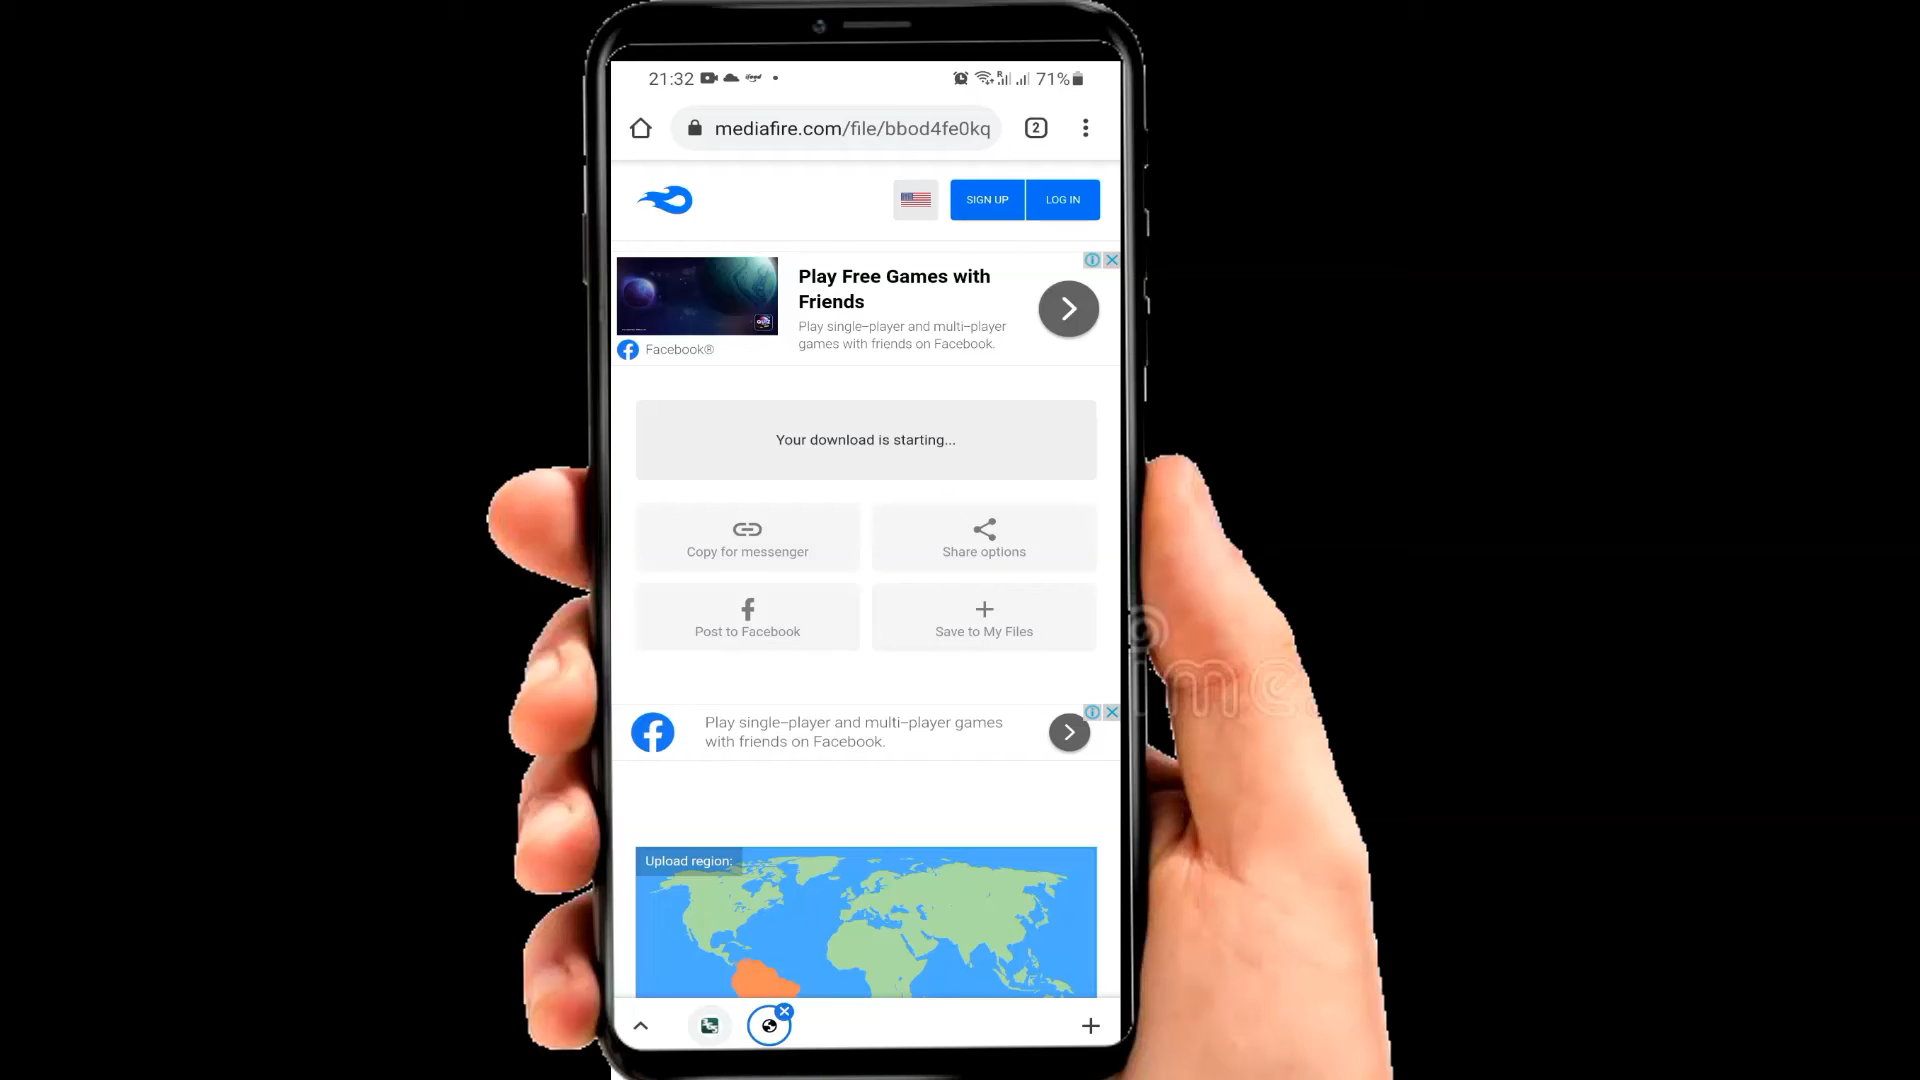 21:32
ifood
R
71%
mediafire.com/file/bbod4fe0kq
2
SIGN UP
LOG IN
Play Free Games with
Friends
Play single-player and multi-player
games with friends on Facebook.
Facebook®
Your download is starting...
Copy for messenger
Share options
Post to Facebook
Save to My Files
Play single-player and multi-player games
with friends on Facebook.
Upload region: